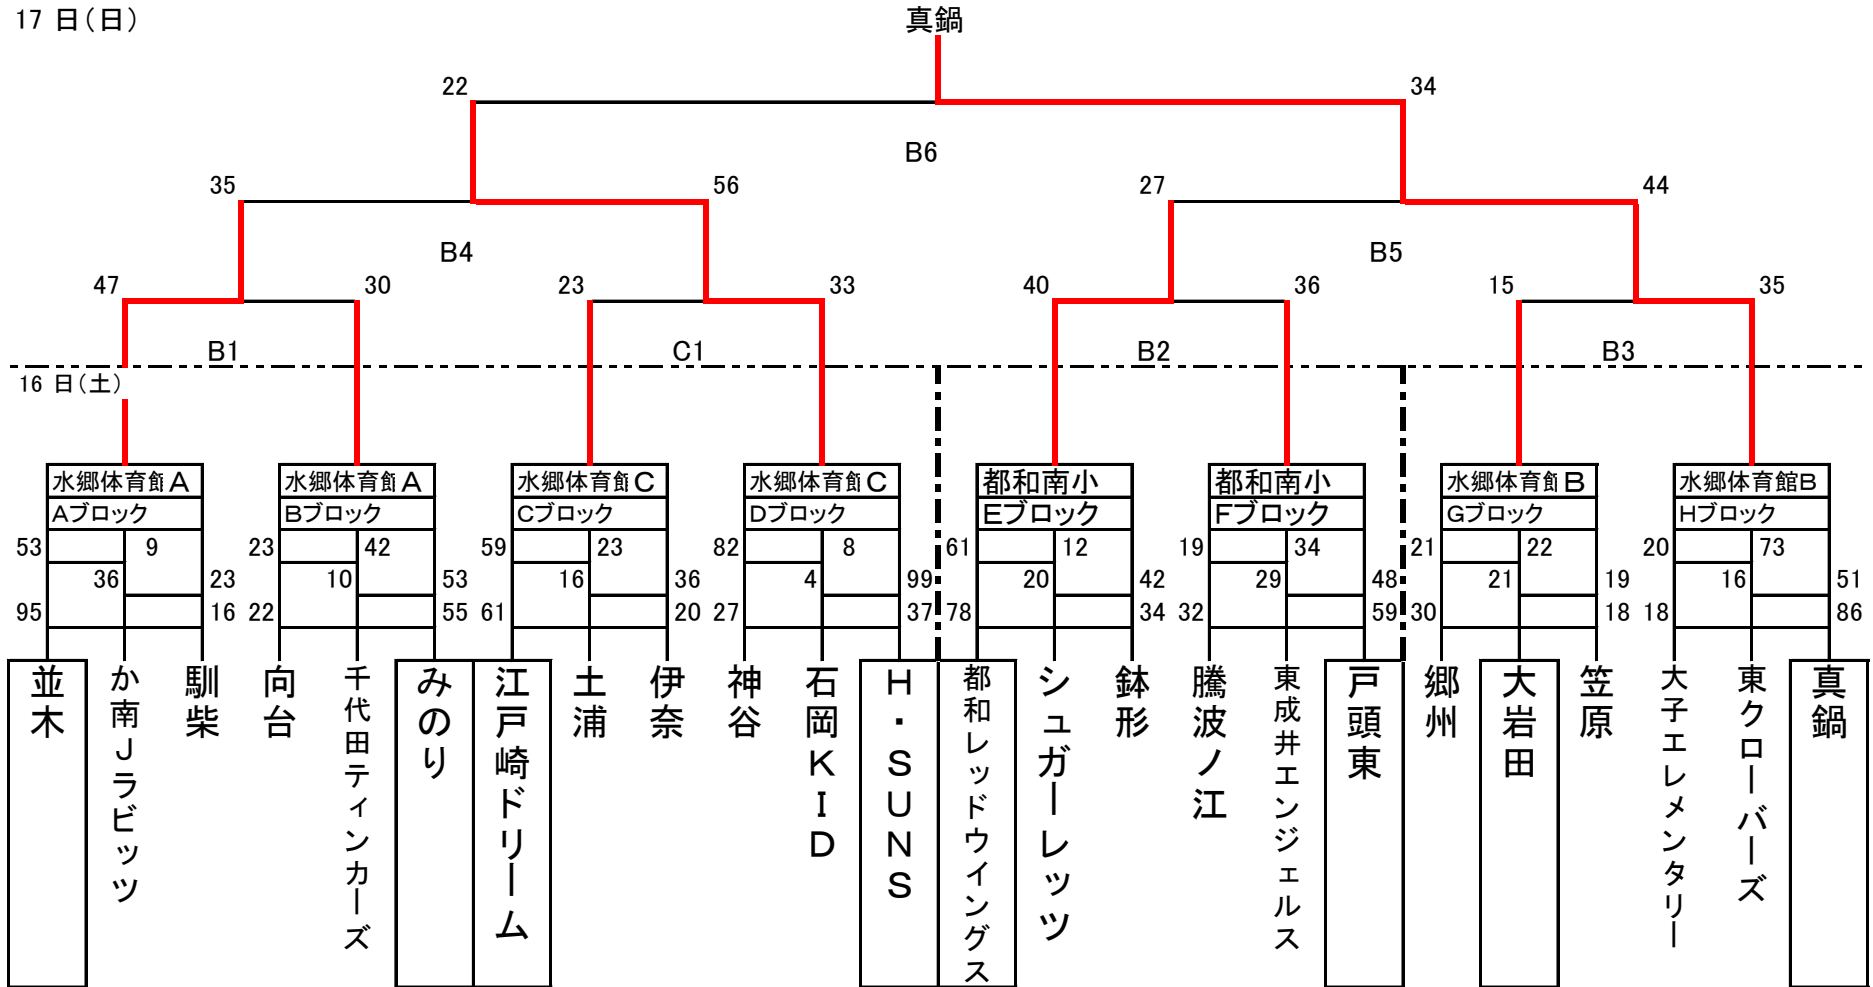 17 日(日)
真鍋
22
34
B6
35
56
27
44
B4
B5
47
30
23
33
40
36
15
35
B1
C1
B2
B3
16 日(土)
水郷体育館A
水郷体育館A
水郷体育館C
水郷体育館C
都和南小
都和南小
水郷体育館B
水郷体育館B
Aブロック
Bブロック
Cブロック
Dブロック
Eブロック
Fブロック
Gブロック
Hブロック
53
9
23
42
59
23
82
8
61
12
19
34
21
22
20
73
36
23
10
53
16
36
4
99
20
42
29
48
21
19
16
51
95
16
22
55
61
20
27
37
78
34
32
59
30
18
18
86
並木
か南Jラビッツ
馴柴
向台
千代田ティンカーズ
みのり
江戸崎ドリーム
土浦
伊奈
神谷
石岡KID
H・SUNS
都和レッドウイングス
シュガーレッツ
鉢形
騰波ノ江
東成井エンジェルス
戸頭東
郷州
大岩田
笠原
大子エレメンタリー
東クローバーズ
真鍋